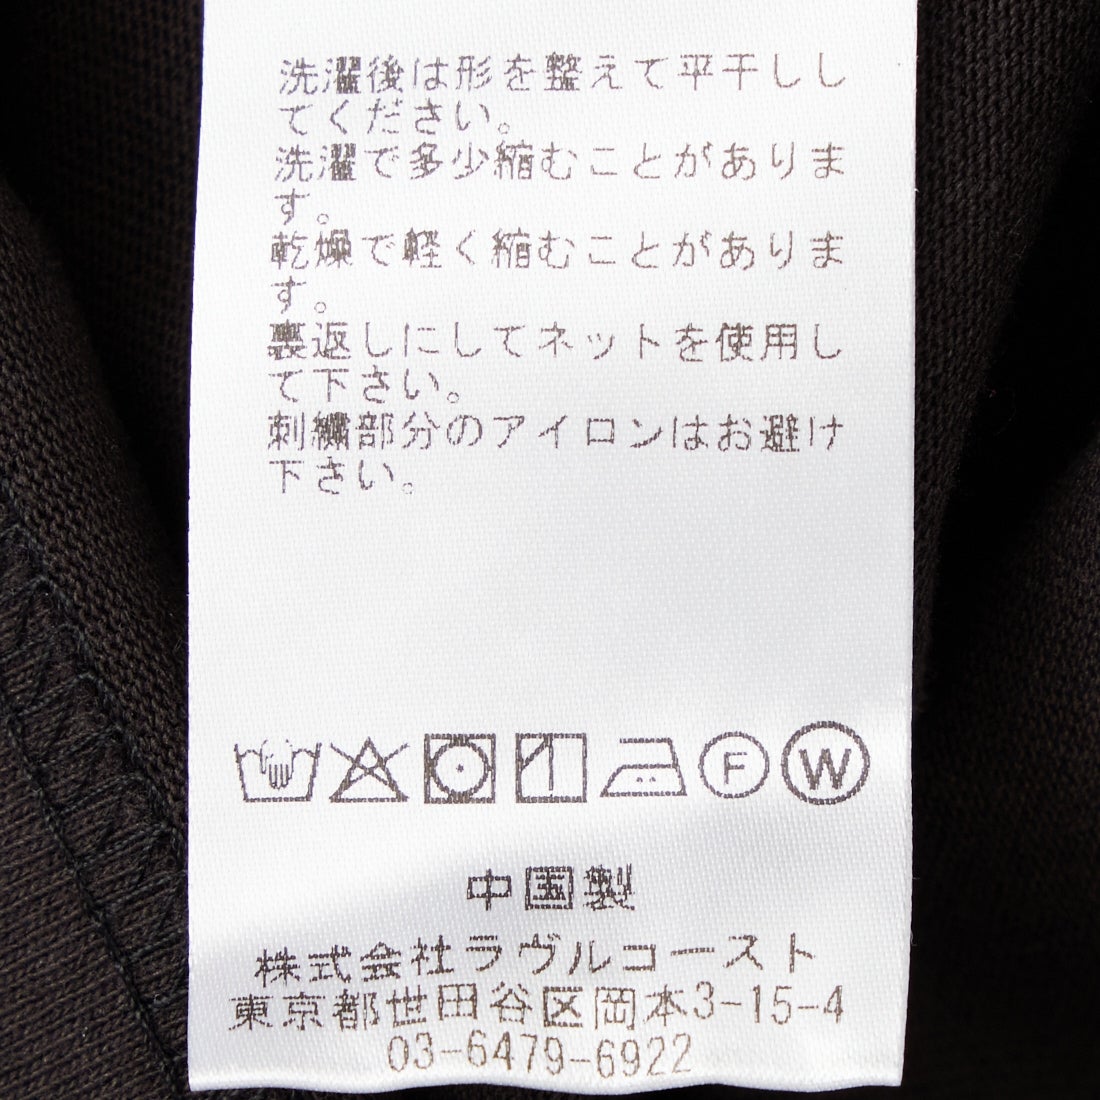 洗濯後は形を整えて平干しし
てください。
洗濯で多少縮むことがありま
す。
乾燥で軽く縮むことがありま
す。
裏返しにしてネットを使用し
て下さい。
刺繍部分のアイロンはお避け
下さい。
F W
中国製
株式会社ラヴルコースト
東京都世田谷区岡本3-15-4
03-6479-6922